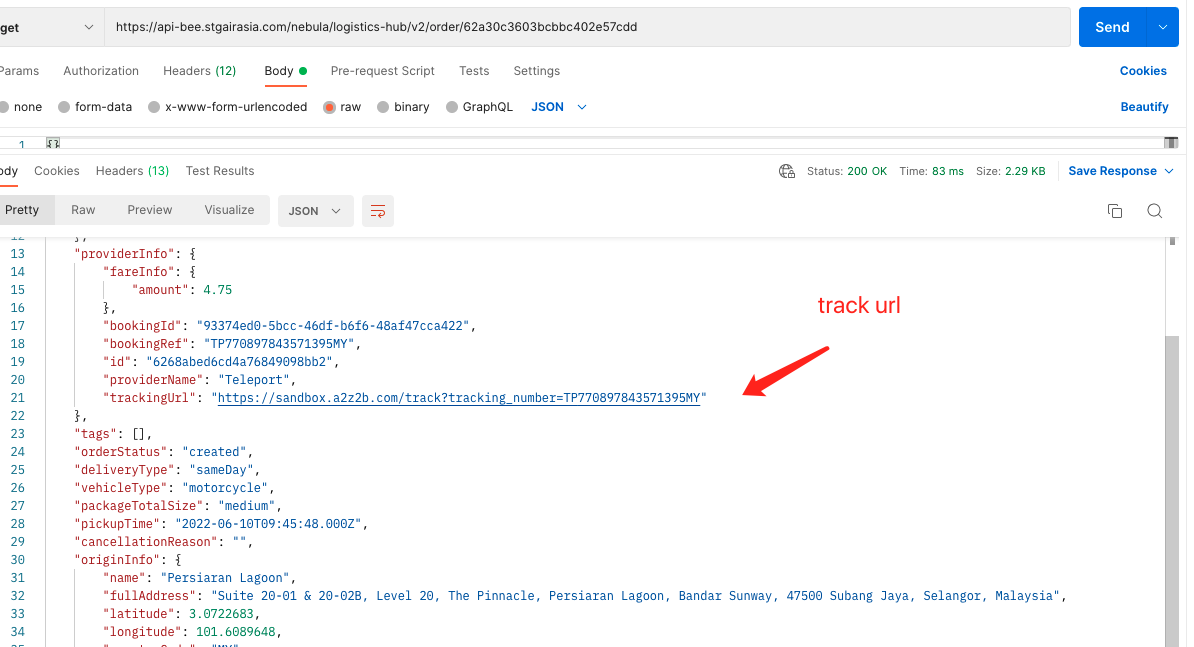 get https://api-bee.stgairasia.com/nebula/logistics-hub/v2/order/62a30c3603bcbbc402e57cdd Send
Params Authorization Headers (12) Body Pre-request Script Tests Settings Cookies
none form-data x-www-form-urlencoded raw binary GraphQL JSON Beautify
1 {}
ody Cookies Headers (13) Test Results Status: 200 OK Time: 83 ms Size: 2.29 KB Save Response
Pretty Raw Preview Visualize JSON
12 },
13 "providerInfo": {
14 "fareInfo": {
15 "amount": 4.75
track url
16 },
17 "bookingId": "93374ed0-5bcc-46df-b6f6-48af47cca422",
18 "bookingRef": "TP770897843571395MY",
19 "id": "6268abed6cd4a76849098bb2",
20 "providerName": "Teleport",
21 "trackingUrl": "https://sandbox.a2z2b.com/track?tracking_number=TP770897843571395MY"
22 },
23 "tags": [],
24 "orderStatus": "created",
25 "deliveryType": "sameDay",
26 "vehicleType": "motorcycle",
27 "packageTotalSize": "medium",
28 "pickupTime": "2022-06-10T09:45:48.000Z",
29 "cancellationReason": "",
30 "originInfo": {
31 "name": "Persiaran Lagoon",
32 "fullAddress": "Suite 20-01 & 20-02B, Level 20, The Pinnacle, Persiaran Lagoon, Bandar Sunway, 47500 Subang Jaya, Selangor, Malaysia",
33 "latitude": 3.0722683,
34 "longitude": 101.6089648,